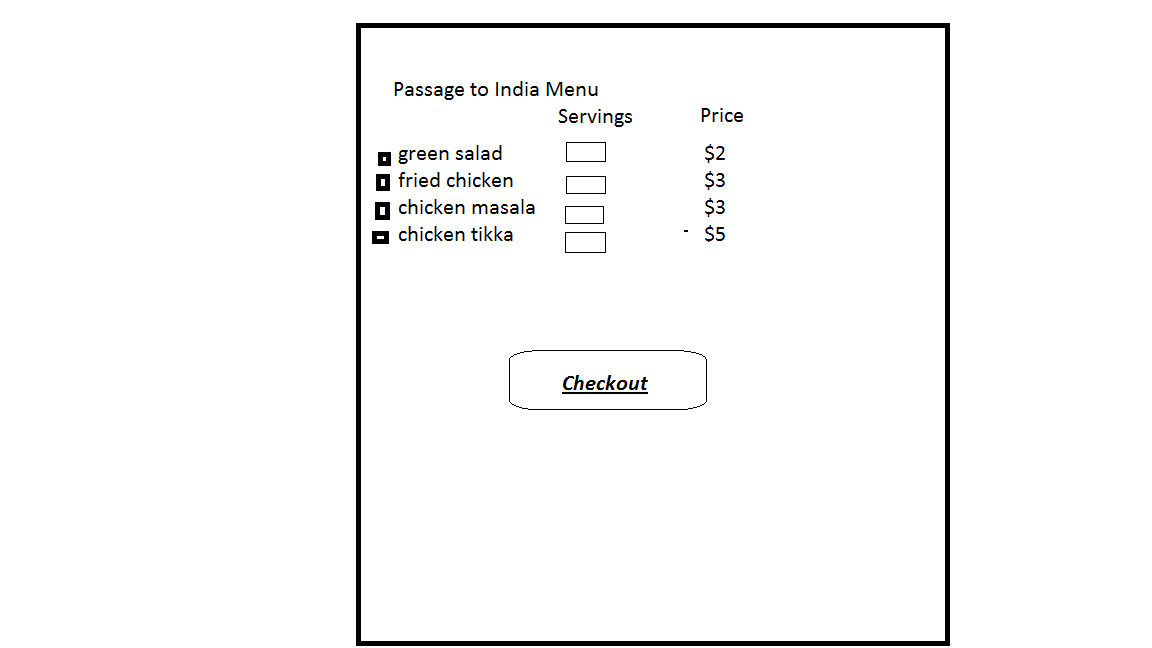 Passage to India Menu
Servings Price
green salad $2
fried chicken $3
chicken masala $3
chicken tikka - $5
Checkout